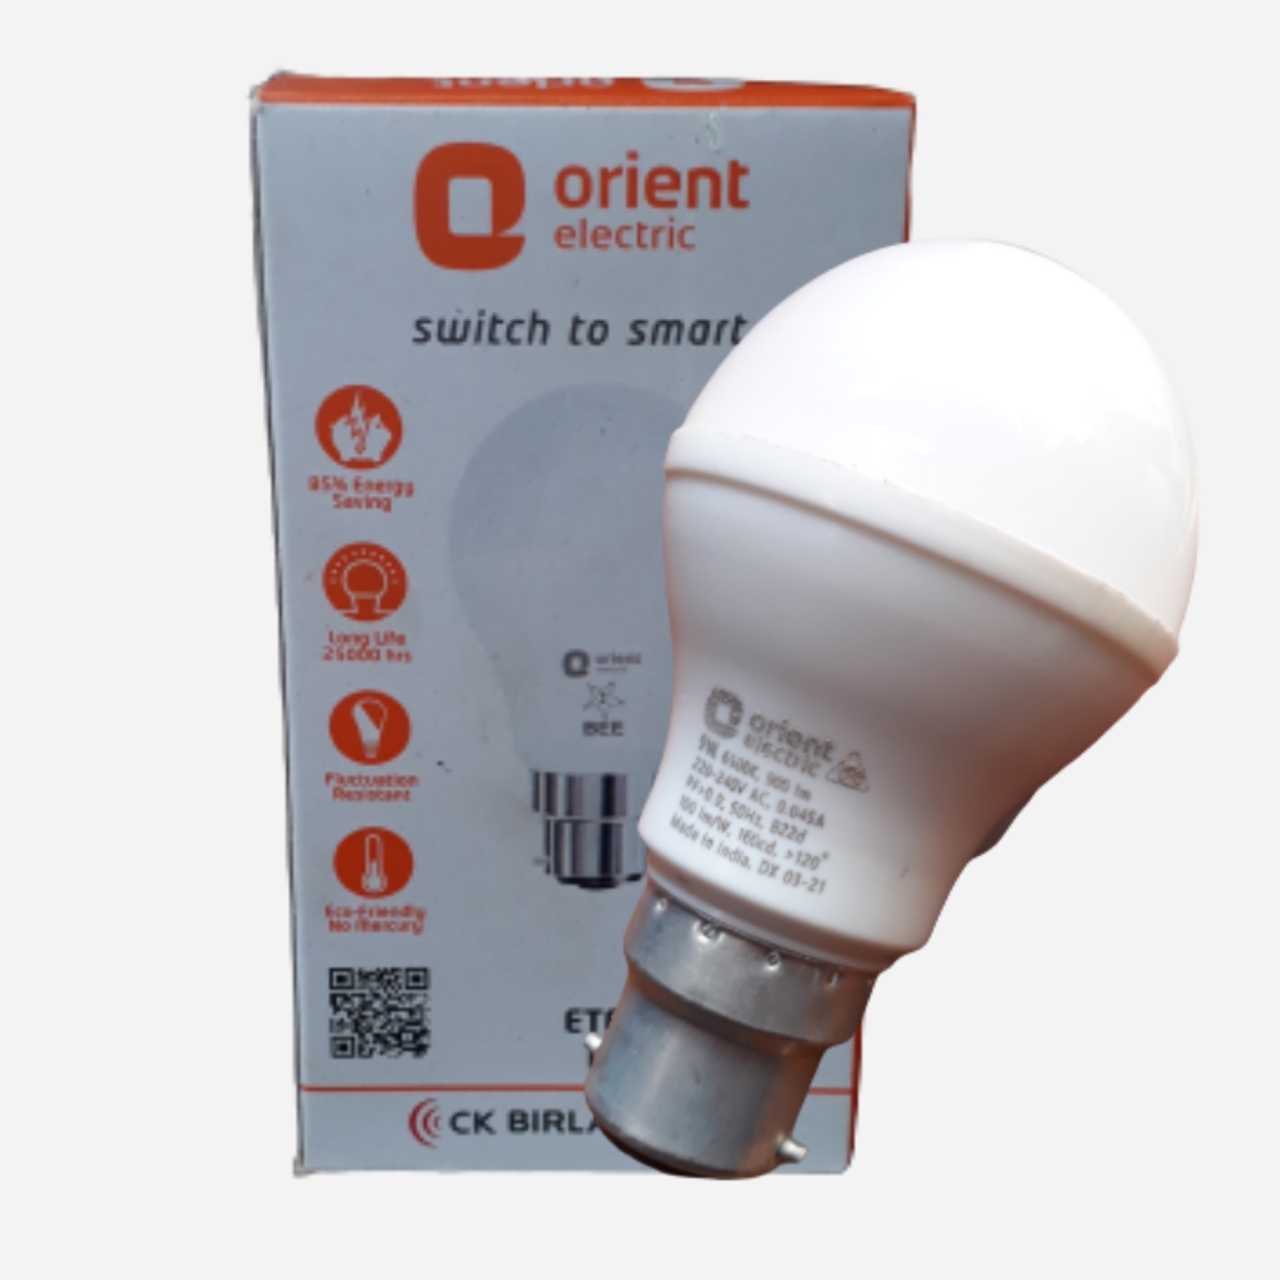 orient
electric
switch to smart
85% Energy
Saving
Long Life
25000 hrs
Fluctuation
Resistant
Eco-Friendly
No Mercury
orient
BEE
CK BIRLA
orient
electric
9W, 6500K, 900 lm
220-240V AC, 0.045A
PF>0.9, 50Hz, B22d
100 lm/W, 160cd, >120°
Made in India, DX 03-21